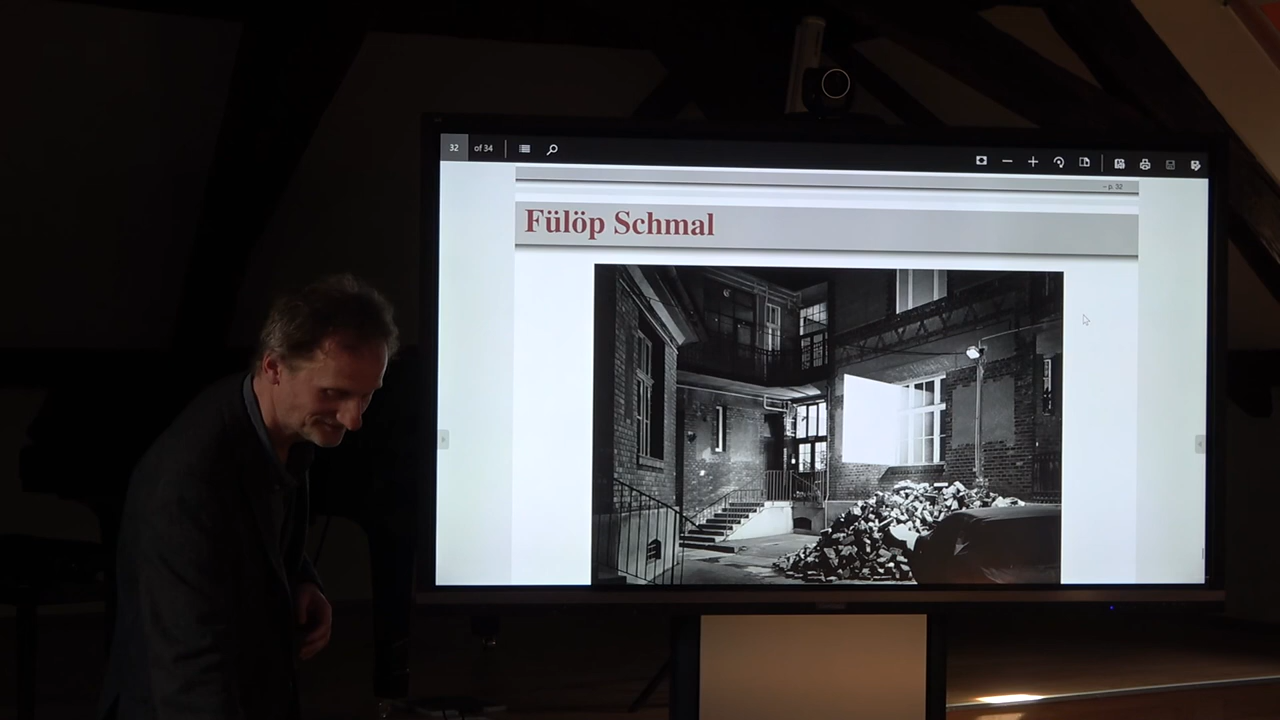 32 of 34
– p. 32
Fülöp Schmal